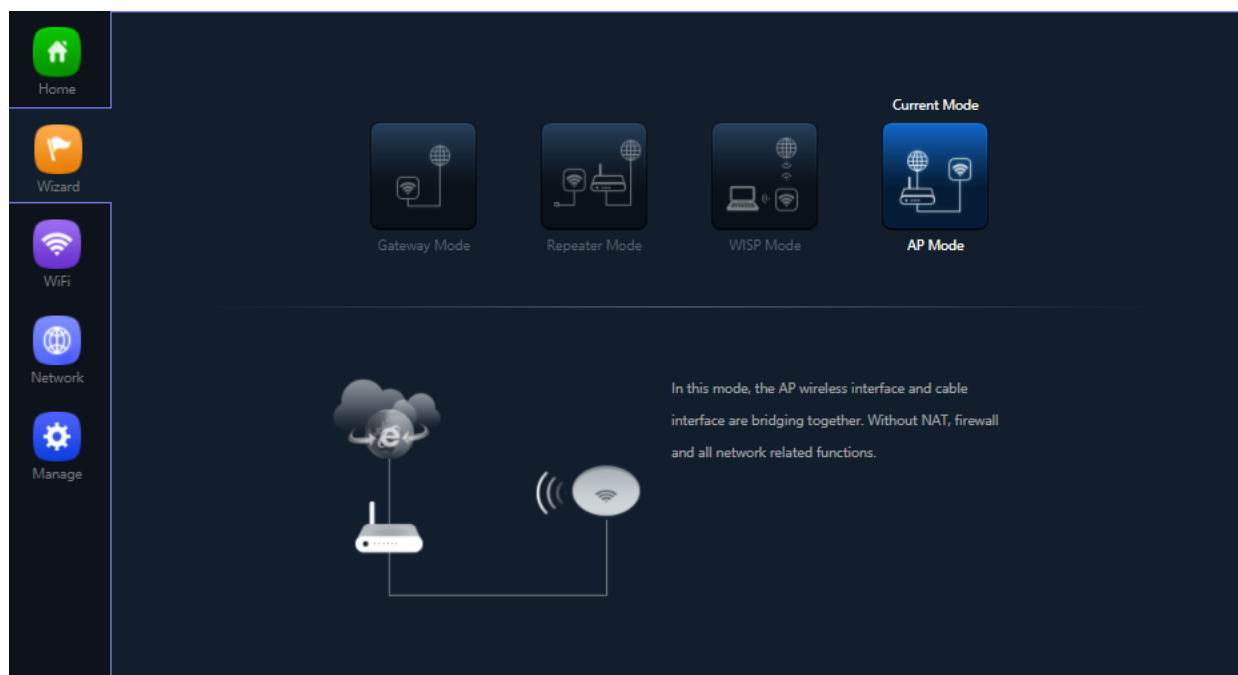 Home
Wizard
WiFi
Network
Manage
Current Mode
Gateway Mode
Repeater Mode
WISP Mode
AP Mode
In this mode, the AP wireless interface and cable
interface are bridging together. Without NAT, firewall
and all network related functions.